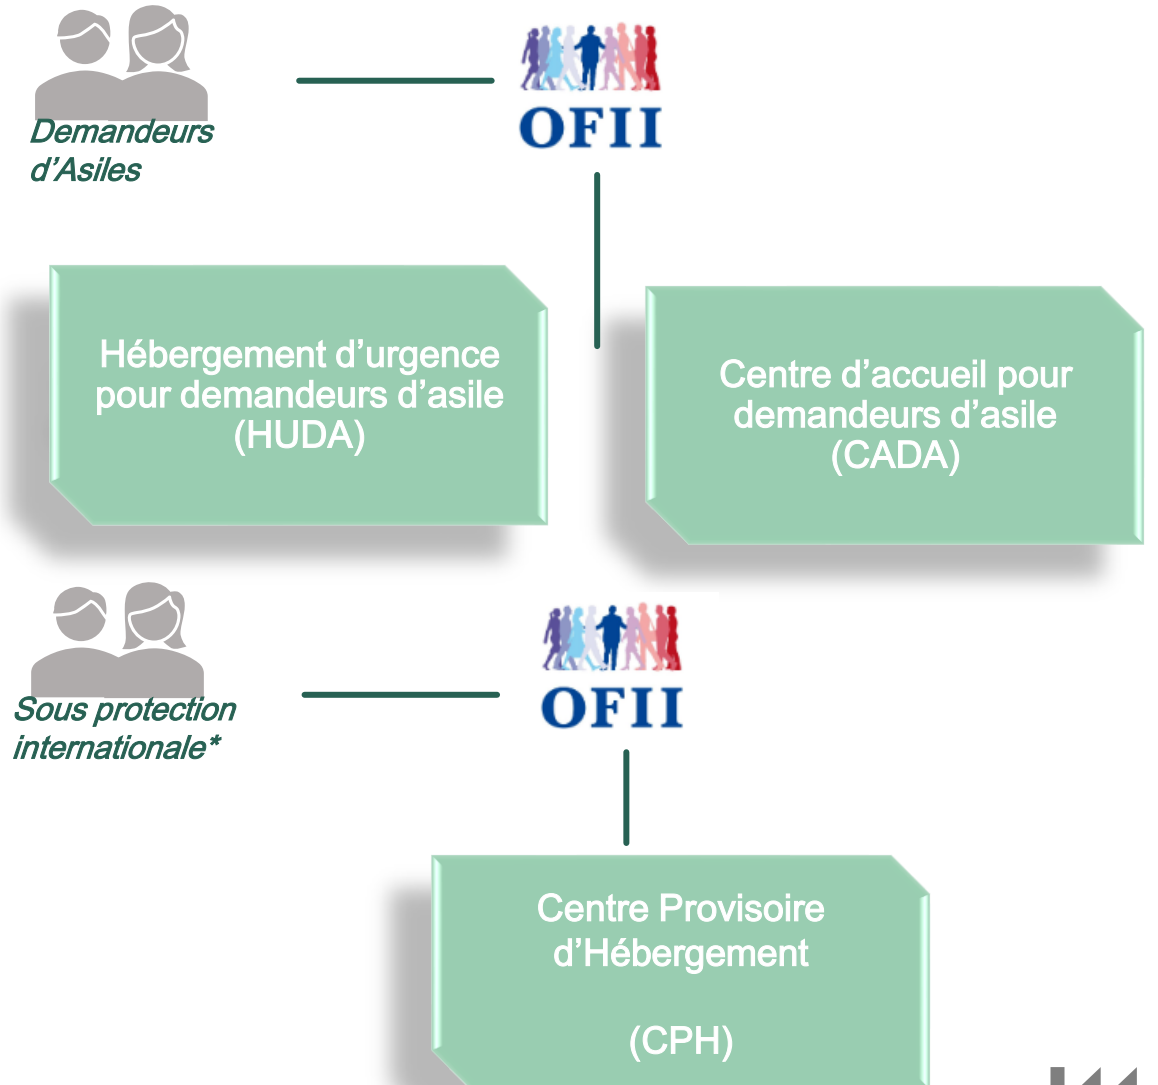 Demandeurs
d’Asiles
OFII
Hébergement d’urgence
pour demandeurs d’asile
(HUDA)
Centre d’accueil pour
demandeurs d’asile
(CADA)
Sous protection
internationale*
OFII
Centre Provisoire
d’Hébergement
(CPH)